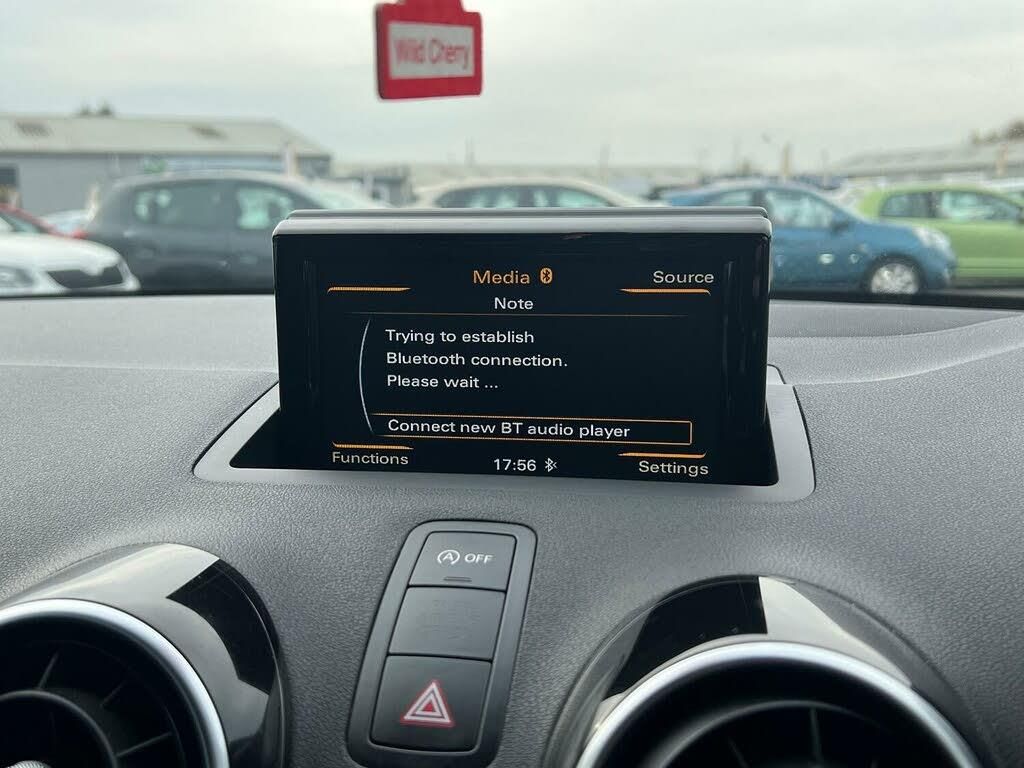 Wild Cherry
Media
Source
Note
Trying to establish
Bluetooth connection.
Please wait ...
Connect new BT audio player
Functions
17:56
Settings
A OFF